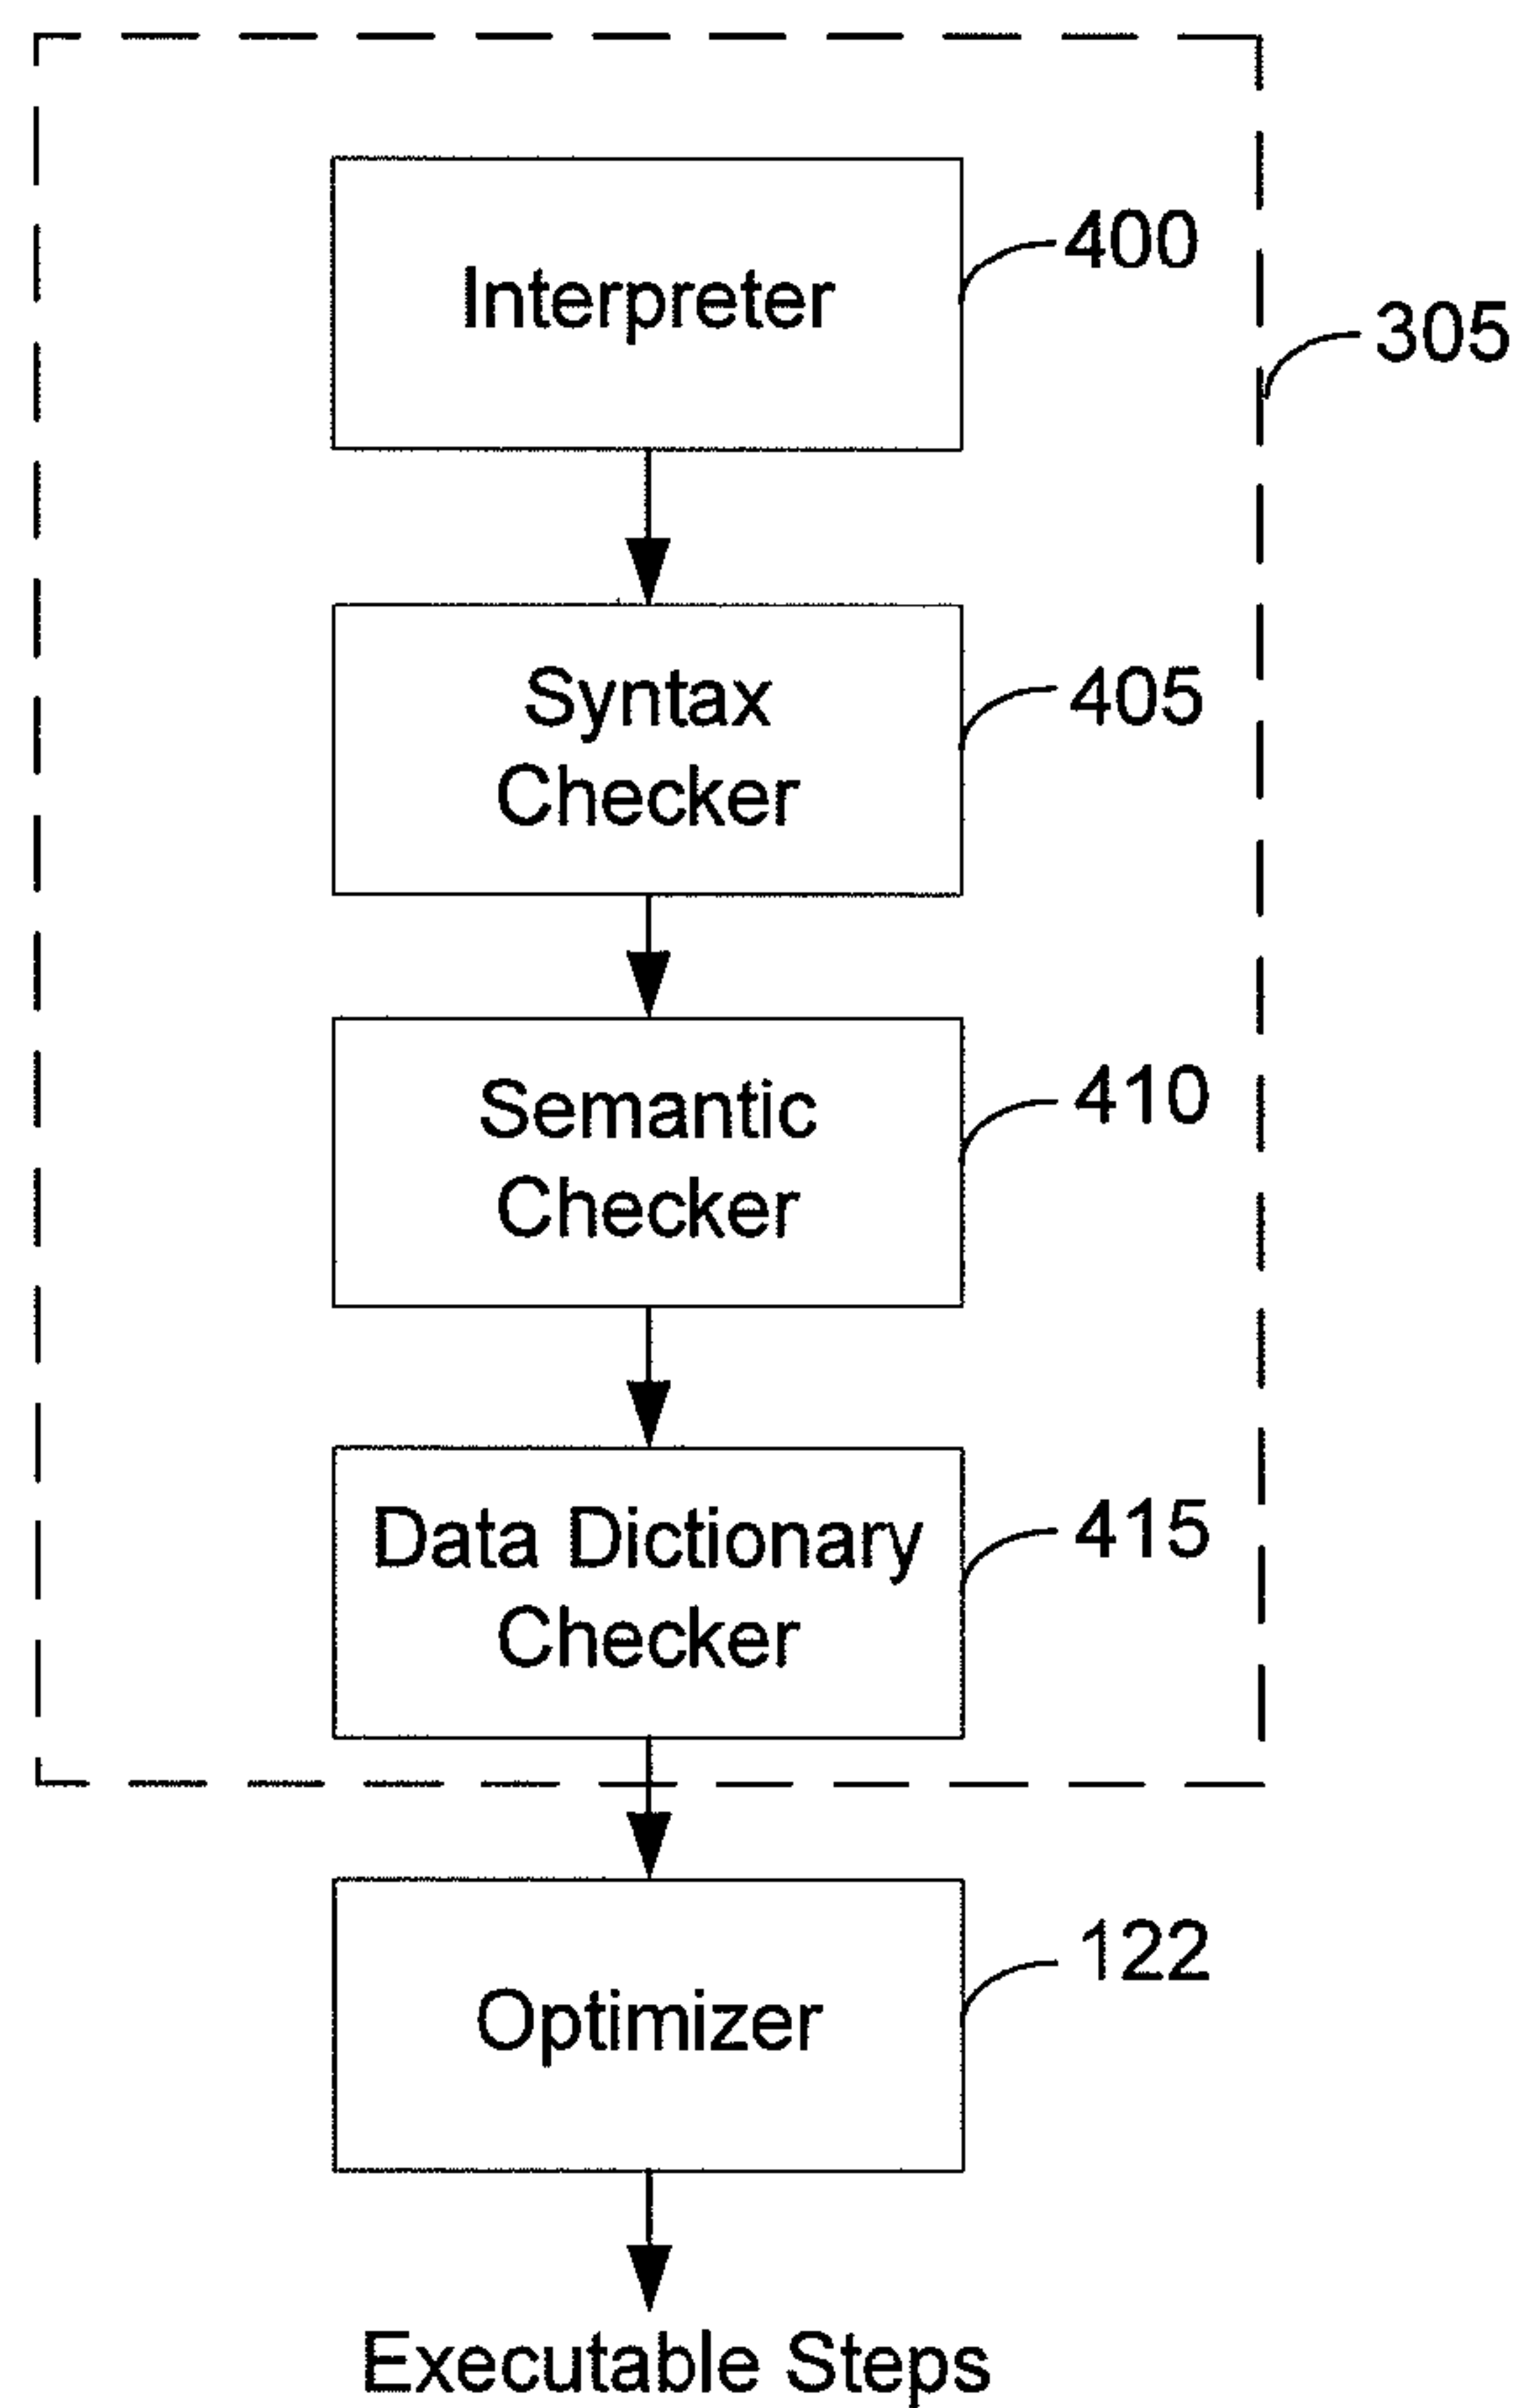 Interpreter
400
305
Syntax
Checker
405
Semantic
Checker
410
Data Dictionary
Checker
415
Optimizer
122
Executable Steps